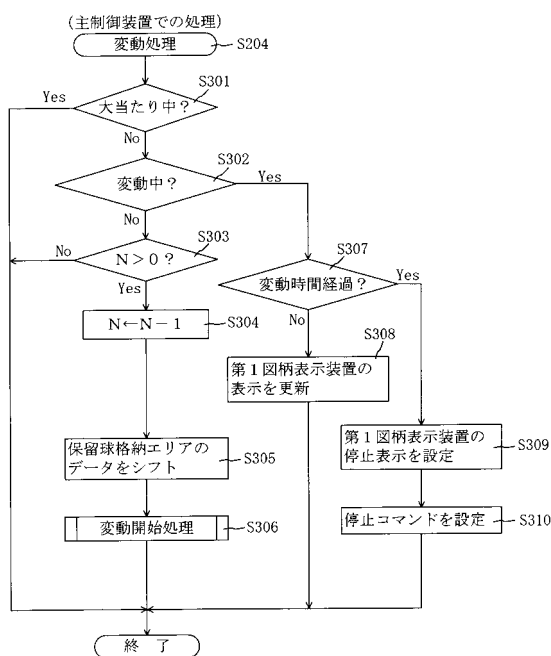 (主制御装置での処理)
変動処理
S204
S301
Yes
大当たり中?
No
S302
変動中?
Yes
No
S303
No
N>0?
Yes
S307
変動時間経過?
Yes
No
N←N−1
S304
S308
第1図柄表示装置の
表示を更新
保留球格納エリアの
データをシフト
S305
第1図柄表示装置の
停止表示を設定
S309
変動開始処理
S306
停止コマンドを設定
S310
終 了